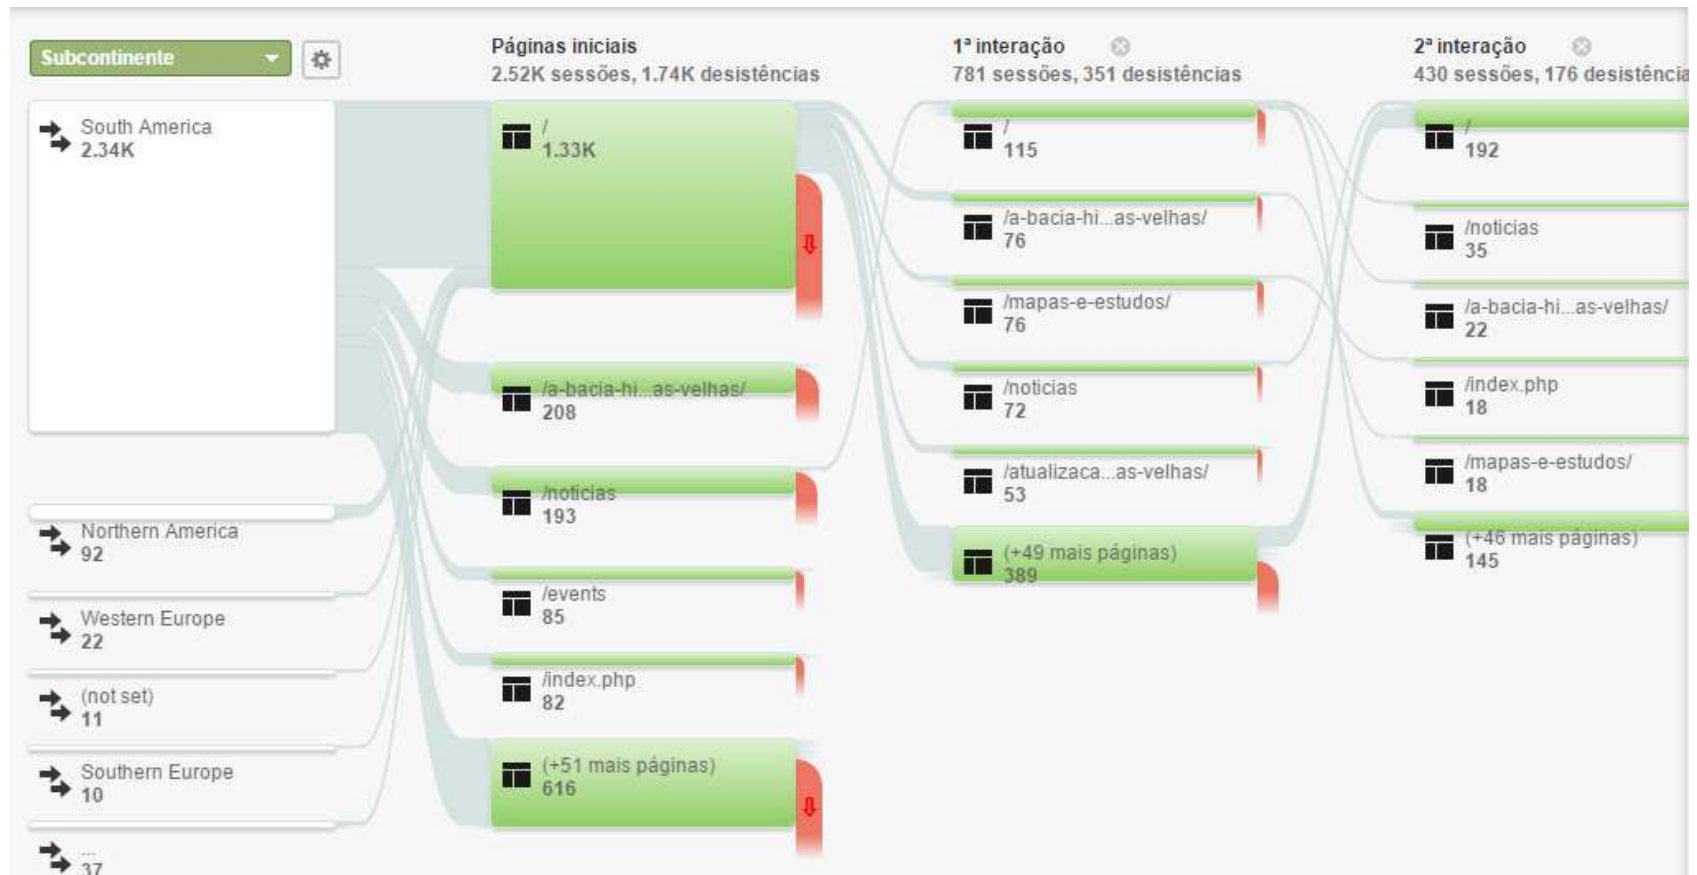 Subcontinente
South America
2.34K
Northern America
92
Western Europe
22
(not set)
11
Southern Europe
10
...
37
Páginas iniciais
2.52K sessões, 1.74K desistências
/
1.33K
/a-bacia-hi...as-velhas/
208
/noticias
193
/events
85
/index.php
82
(+51 mais páginas)
616
1ª interação
781 sessões, 351 desistências
/
115
/a-bacia-hi...as-velhas/
76
/mapas-e-estudos/
76
/noticias
72
/atualizaca...as-velhas/
53
(+49 mais páginas)
389
2ª interação
430 sessões, 176 desistência
/
192
/noticias
35
/a-bacia-hi...as-velhas/
22
/index.php
18
/mapas-e-estudos/
18
(+46 mais páginas)
145